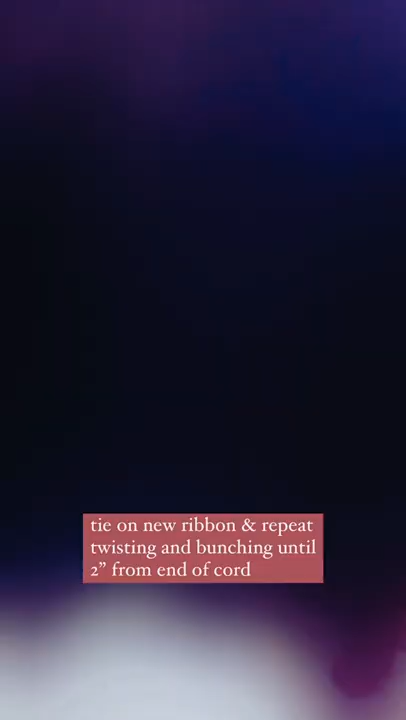 tie on new ribbon & repeat
twisting and bunching until
2” from end of cord